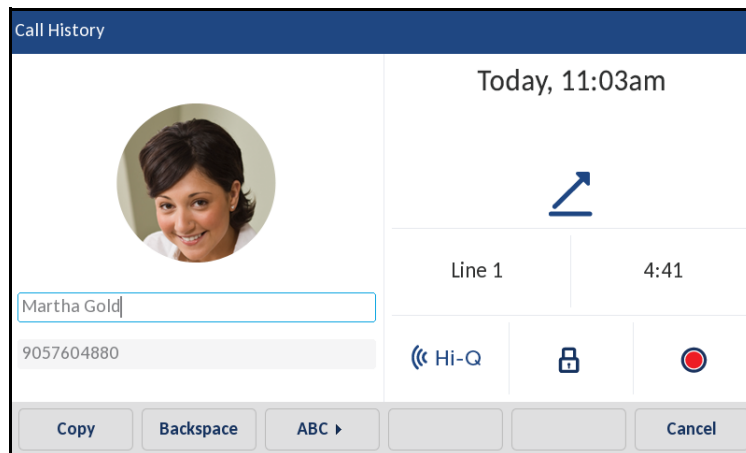 Call History
Today, 11:03am
Line 1
4:41
Martha Gold
9057604880
Hi-Q
Copy
Backspace
ABC
Cancel